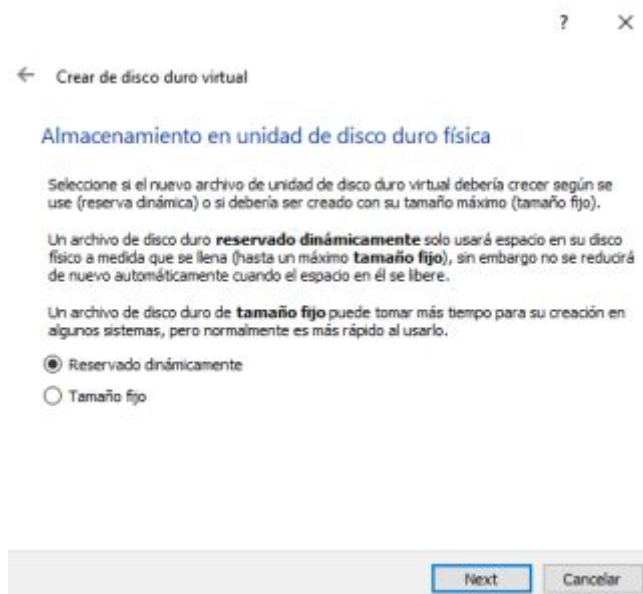 ?
Crear de disco duro virtual
Almacenamiento en unidad de disco duro física
Seleccione si el nuevo archivo de unidad de disco duro virtual debería crecer según se
use (reserva dinámica) o si debería ser creado con su tamaño máximo (tamaño fijo).
Un archivo de disco duro reservado dinámicamente solo usará espacio en su disco
físico a medida que se llena (hasta un máximo tamaño fijo), sin embargo no se reducirá
de nuevo automáticamente cuando el espacio en él se libere.
Un archivo de disco duro de tamaño fijo puede tomar más tiempo para su creación en
algunos sistemas, pero normalmente es más rápido al usarlo.
Reservado dinámicamente
Tamaño fijo
Next Cancelar